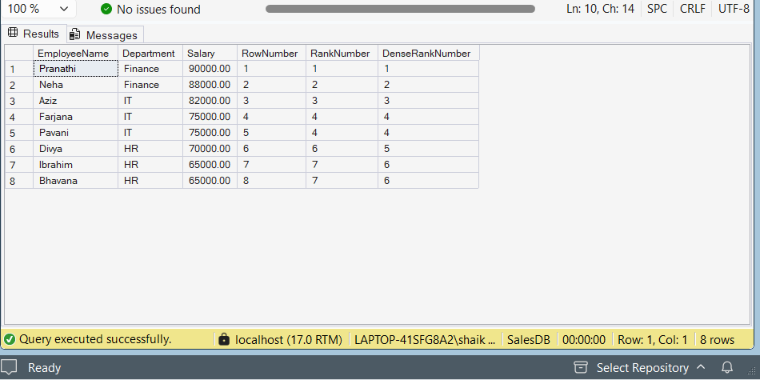 100 % No issues found Ln: 10, Ch: 14 SPC CRLF UTF-8
Results Messages
EmployeeName Department Salary RowNumber RankNumber DenseRankNumber
1 Pranathi Finance 90000.00 1 1 1
2 Neha Finance 88000.00 2 2 2
3 Aziz IT 82000.00 3 3 3
4 Farjana IT 75000.00 4 4 4
5 Pavani IT 75000.00 5 4 4
6 Divya HR 70000.00 6 6 5
7 Ibrahim HR 65000.00 7 7 6
8 Bhavana HR 65000.00 8 7 6
Query executed successfully. localhost (17.0 RTM) LAPTOP-41SFG8A2\shaik ... SalesDB 00:00:00 Row: 1, Col: 1 8 rows
Ready Select Repository